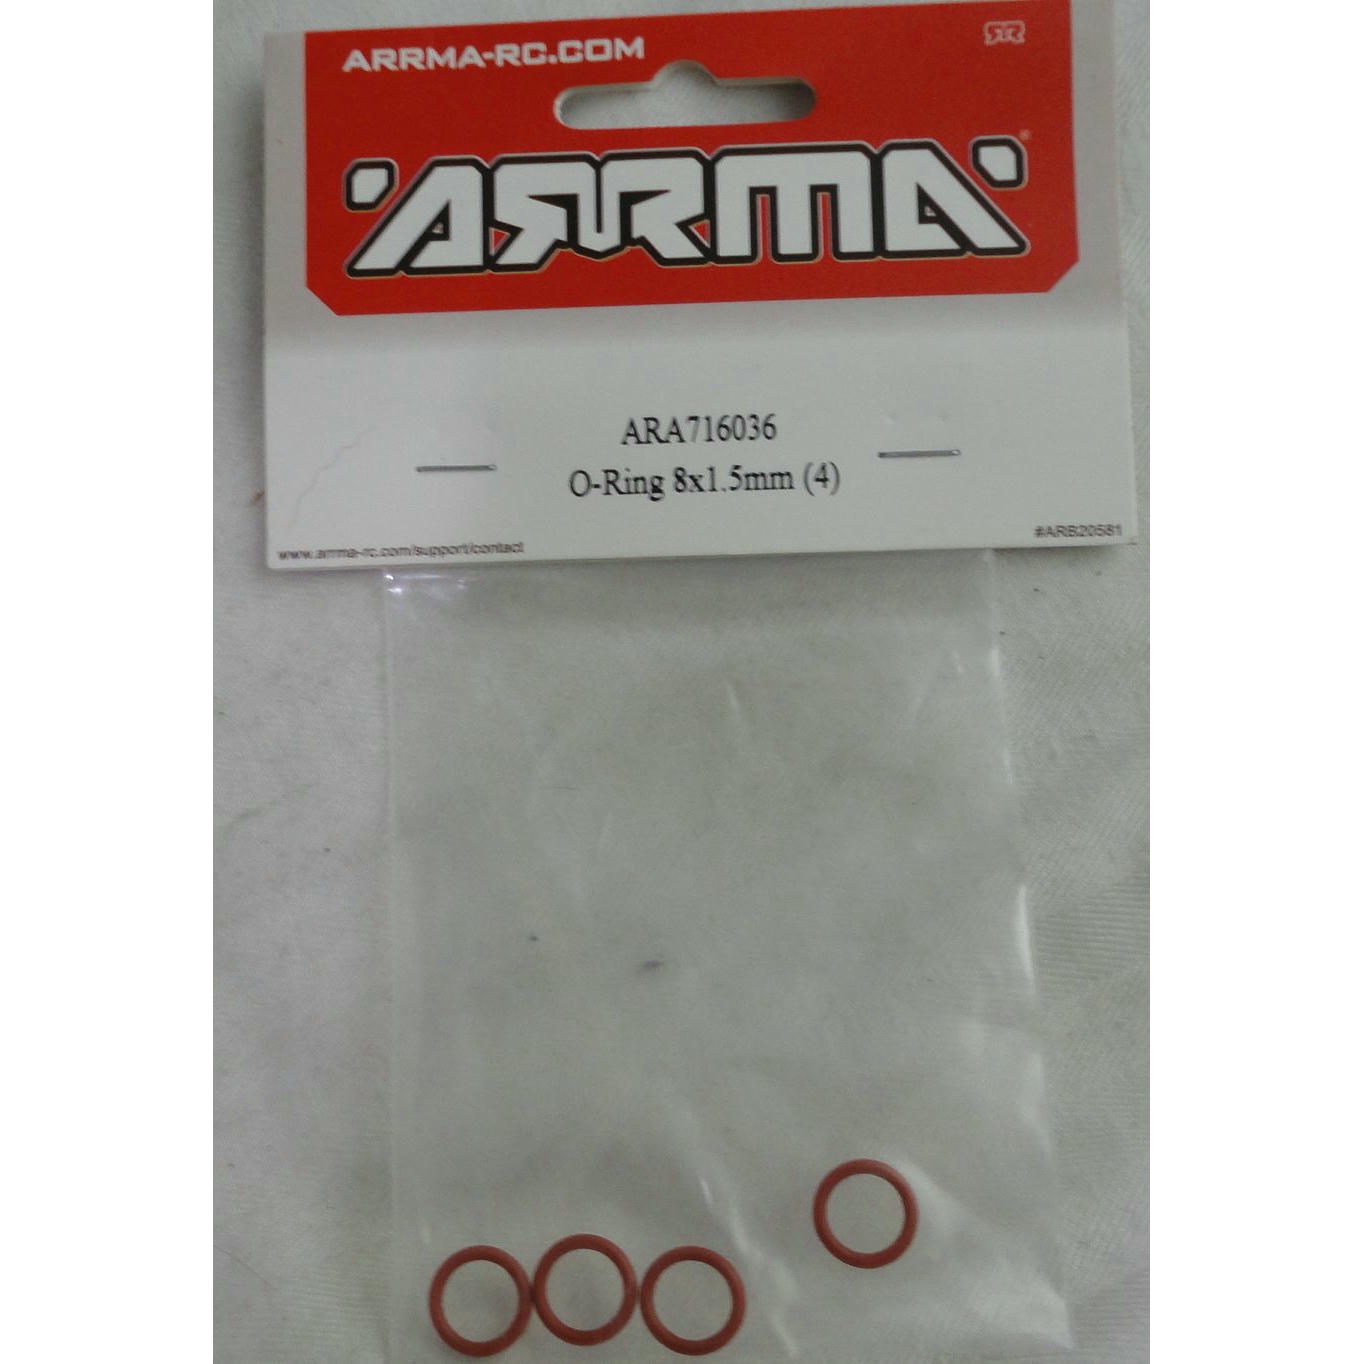 ARRMA-RC.COM
ARRMA®
ARA716036
O-Ring 8x1.5mm (4)
www.arrma-rc.com/support/contact
#ARB20581